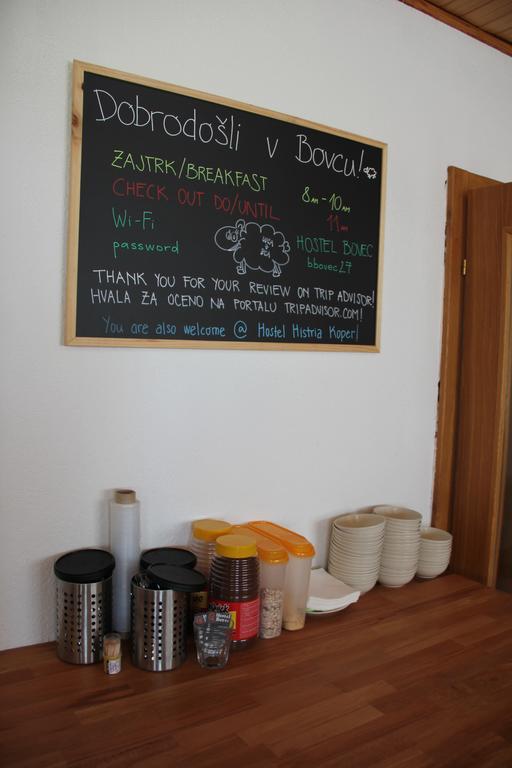 Dobrodošli v Bovcu!
ZAJTRK/BREAKFAST 8AM-10AM
CHECK OUT DO/UNTIL 11AM
Wi-Fi HOSTEL BOVEC
password bbovec27
THANK YOU FOR YOUR REVIEW ON TRIP ADVISOR!
HVALA ZA OCENO NA PORTALU TRIPADVISOR.COM!
You are also welcome @ Hostel Histria Koper!